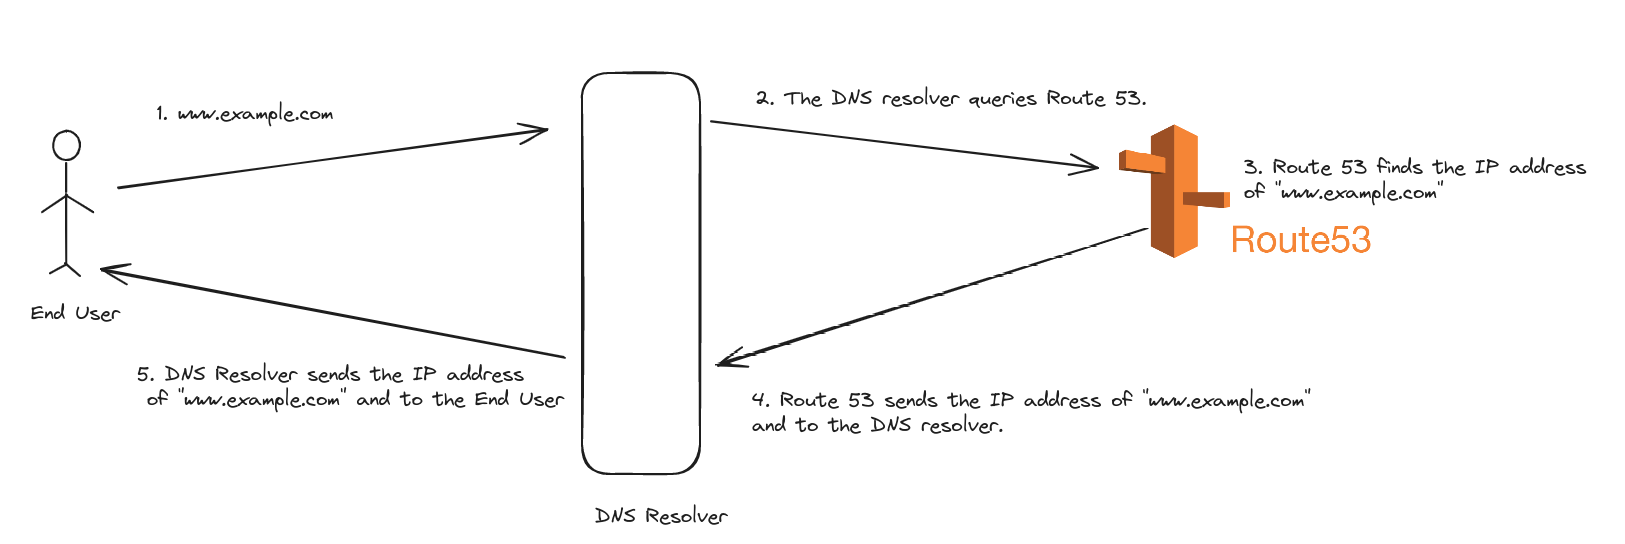 1. www.example.com
2. The DNS resolver queries Route 53.
3. Route 53 finds the IP address
of "www.example.com"
Route53
End User
5. DNS Resolver sends the IP address
of "www.example.com" and to the End User
4. Route 53 sends the IP address of "www.example.com"
and to the DNS resolver.
DNS Resolver